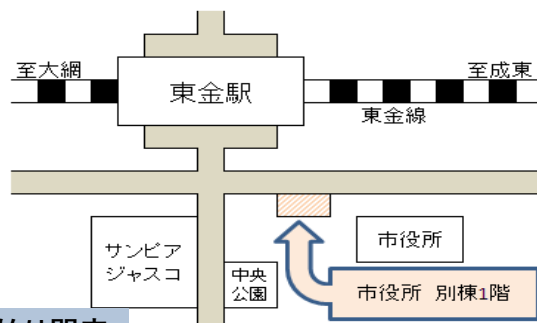 至大網
至成東
東金駅
東金線
サンピア
ジャスコ
中央
公園
市役所
市役所 別棟1階